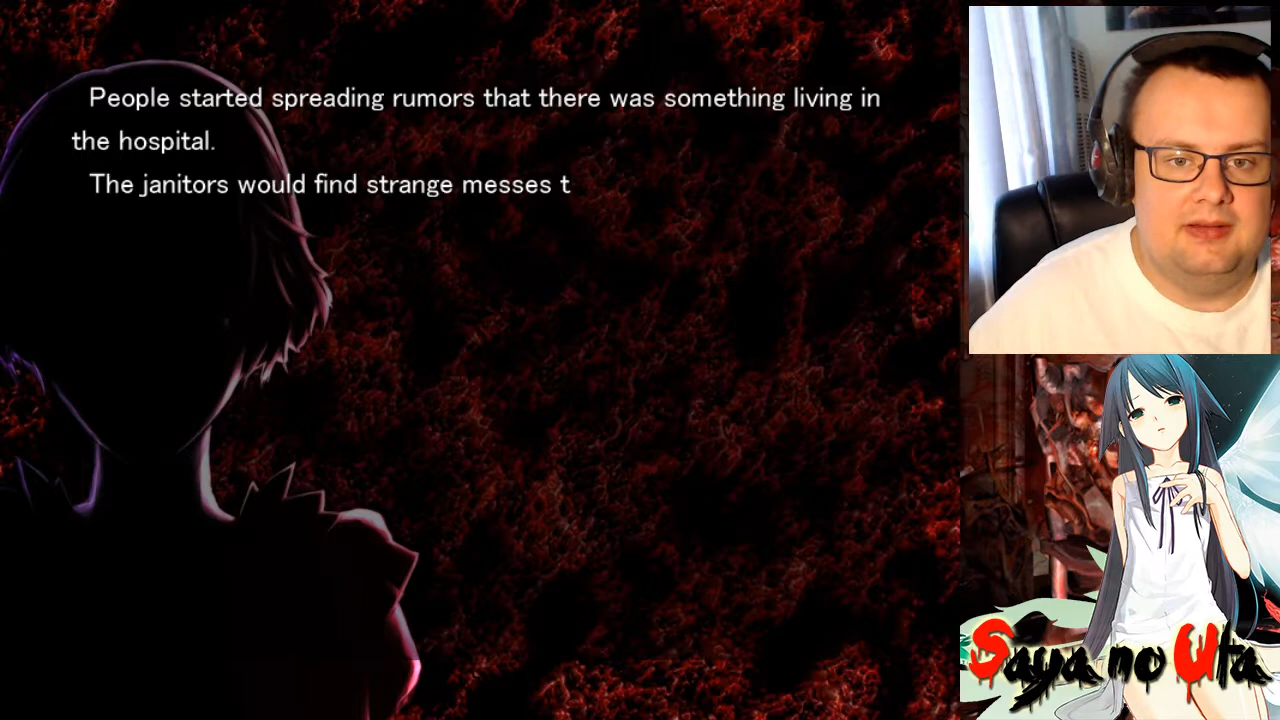 People started spreading rumors that there was something living in
the hospital.
The janitors would find strange messes t
Saya no Uta